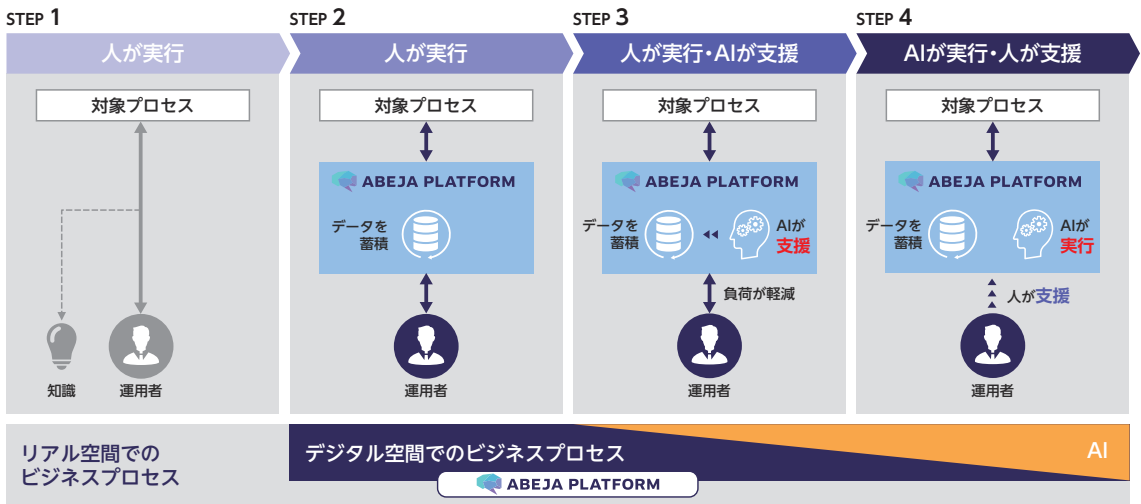 STEP 1
人が実行
対象プロセス
知識
運用者
STEP 2
人が実行
対象プロセス
ABEJA PLATFORM
データを
蓄積
運用者
STEP 3
人が実行・AIが支援
対象プロセス
ABEJA PLATFORM
データを
蓄積
AIが
支援
負荷が軽減
運用者
STEP 4
AIが実行・人が支援
対象プロセス
ABEJA PLATFORM
データを
蓄積
AIが
実行
人が支援
運用者
リアル空間での
ビジネスプロセス
デジタル空間でのビジネスプロセス
AI
ABEJA PLATFORM